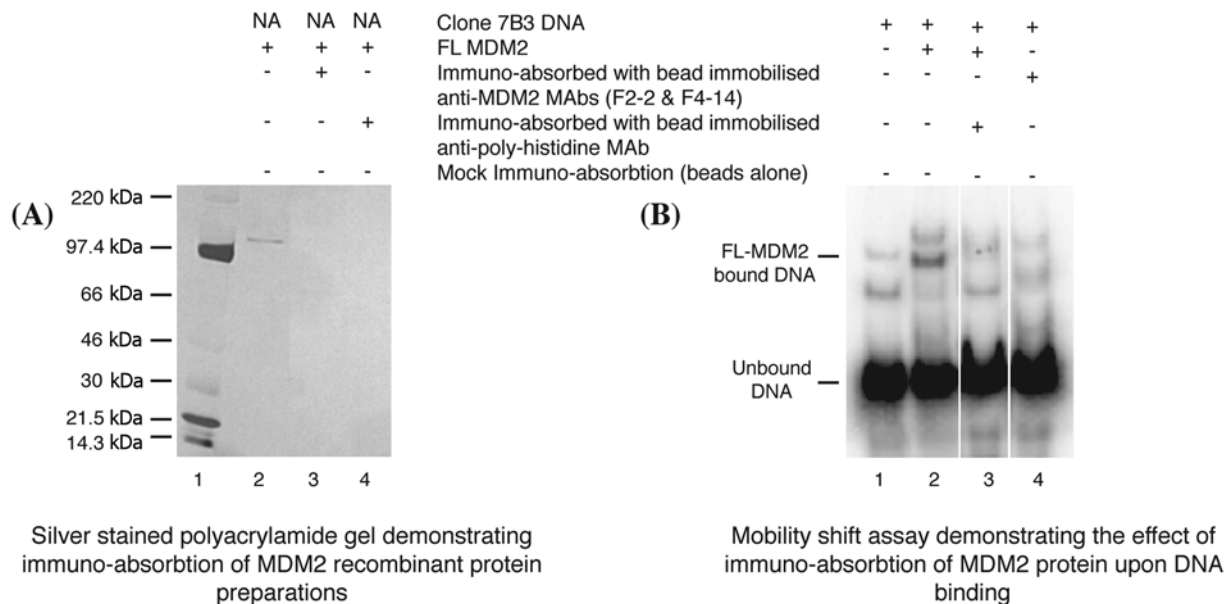 NA NA NA Clone 7B3 DNA + + + +
+ + + FL MDM2 - + + -
- + - Immuno-absorbed with bead immobilised - - - +
anti-MDM2 MAbs (F2-2 & F4-14)
- - + Immuno-absorbed with bead immobilised - - + -
anti-poly-histidine MAb
- - - Mock Immuno-absorbtion (beads alone) - - - -
(A)
220 kDa
97.4 kDa
66 kDa
46 kDa
30 kDa
21.5 kDa
14.3 kDa
1 2 3 4
Silver stained polyacrylamide gel demonstrating
immuno-absorbtion of MDM2 recombinant protein
preparations
(B)
FL-MDM2
bound DNA
Unbound
DNA
1 2 3 4
Mobility shift assay demonstrating the effect of
immuno-absorbtion of MDM2 protein upon DNA
binding